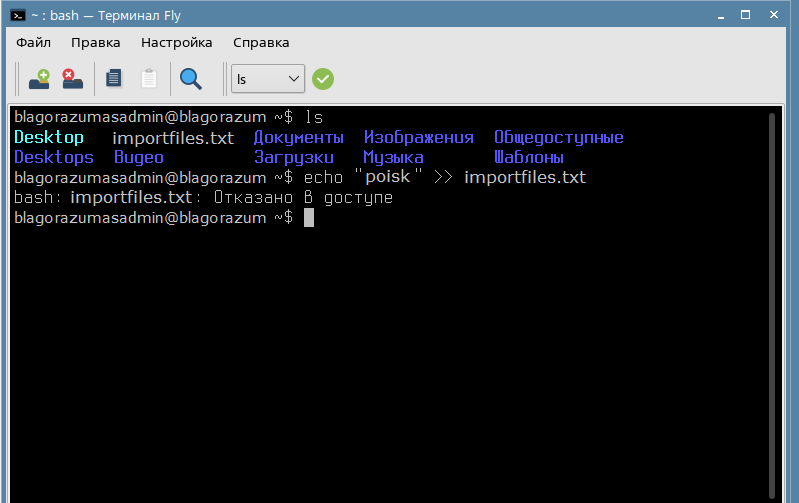 ~ : bash — Терминал Fly
Файл Правка Настройка Справка
ls
blagorazumasadmin@blagorazum ~$ ls
Desktop importfiles.txt Документы Изображения Общедоступные
Desktops Видео Загрузки Музыка Шаблоны
blagorazumasadmin@blagorazum ~$ echo "poisk" >> importfiles.txt
bash: importfiles.txt: Отказано в доступе
blagorazumasadmin@blagorazum ~$